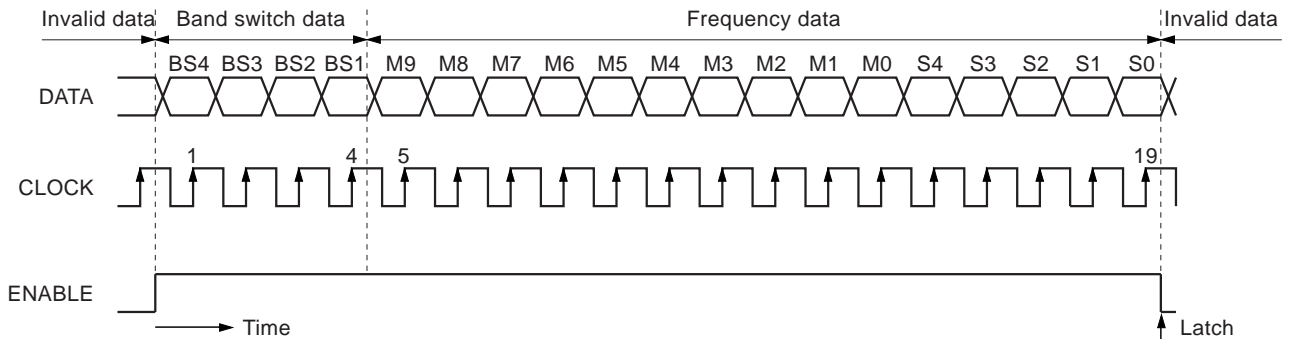 Invalid data Band switch data Frequency data Invalid data
BS4 BS3 BS2 BS1 M9 M8 M7 M6 M5 M4 M3 M2 M1 M0 S4 S3 S2 S1 S0
DATA
1 4 5 19
CLOCK
ENABLE
Time Latch